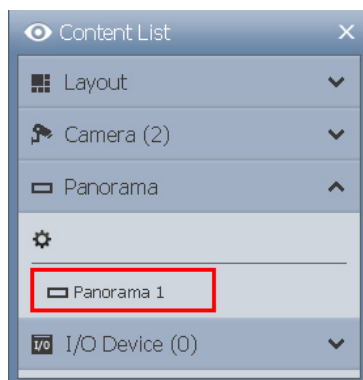 Content List
Layout
Camera (2)
Panorama
Panorama 1
I/O I/O Device (0)